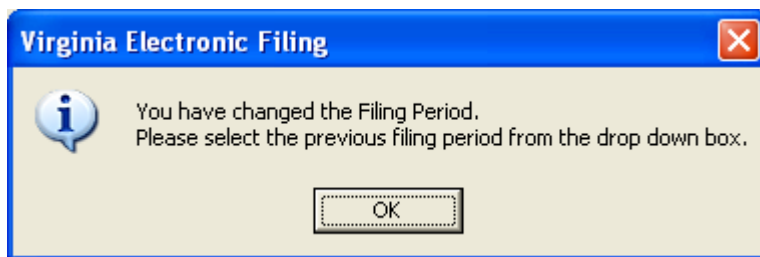 Virginia Electronic Filing
You have changed the Filing Period.
Please select the previous filing period from the drop down box.
OK